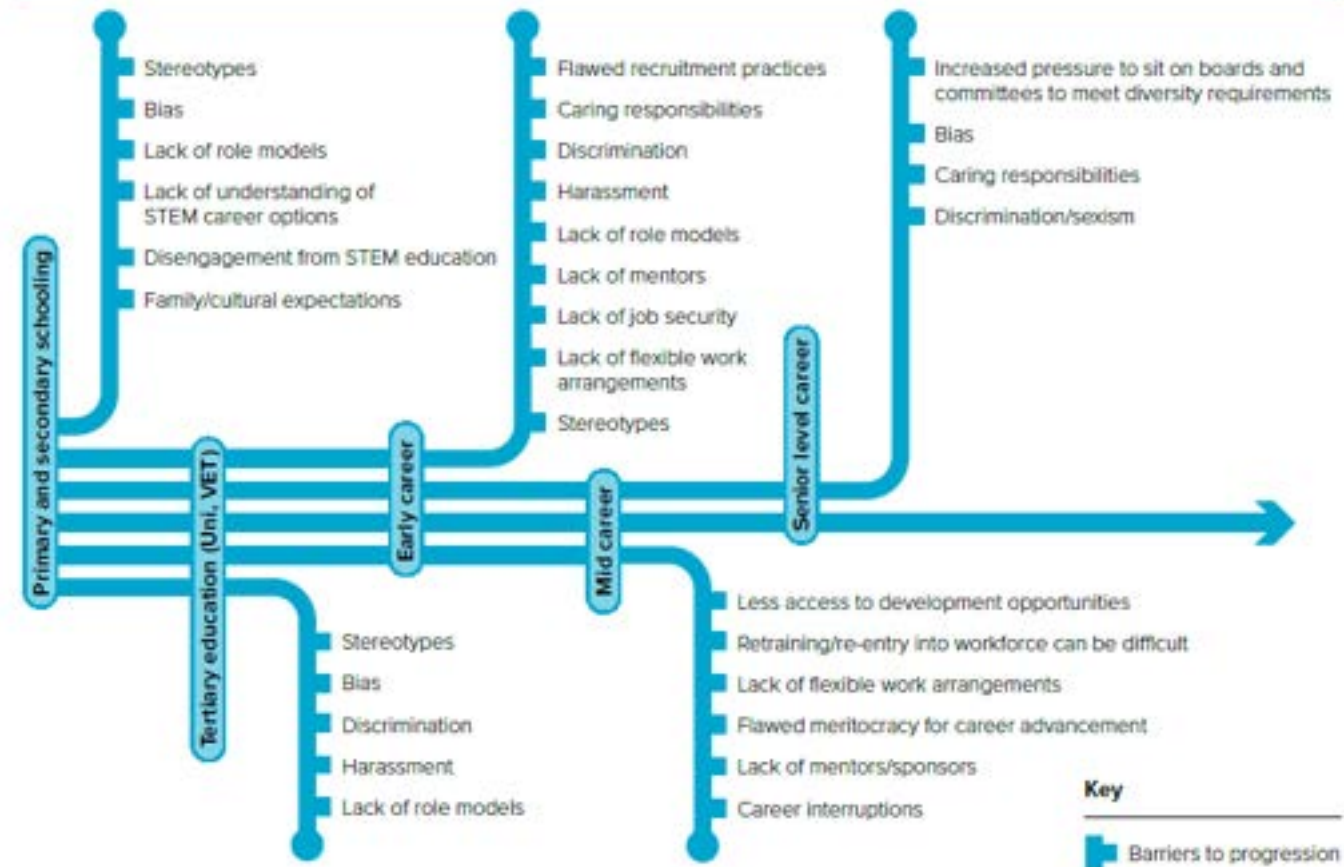 Stereotypes
Bias
Lack of role models
Lack of understanding of
STEM career options
Disengagement from STEM education
Family/cultural expectations
Flawed recruitment practices
Caring responsibilities
Discrimination
Harassment
Lack of role models
Lack of mentors
Lack of job security
Lack of flexible work
arrangements
Stereotypes
Increased pressure to sit on boards and
committees to meet diversity requirements
Bias
Caring responsibilities
Discrimination/sexism
Primary and secondary schooling
Tertiary education (Uni, VET)
Early career
Mid career
Senior level career
Stereotypes
Bias
Discrimination
Harassment
Lack of role models
Less access to development opportunities
Retraining/re-entry into workforce can be difficult
Lack of flexible work arrangements
Flawed meritocracy for career advancement
Lack of mentors/sponsors
Career interruptions
Key
Barriers to progression